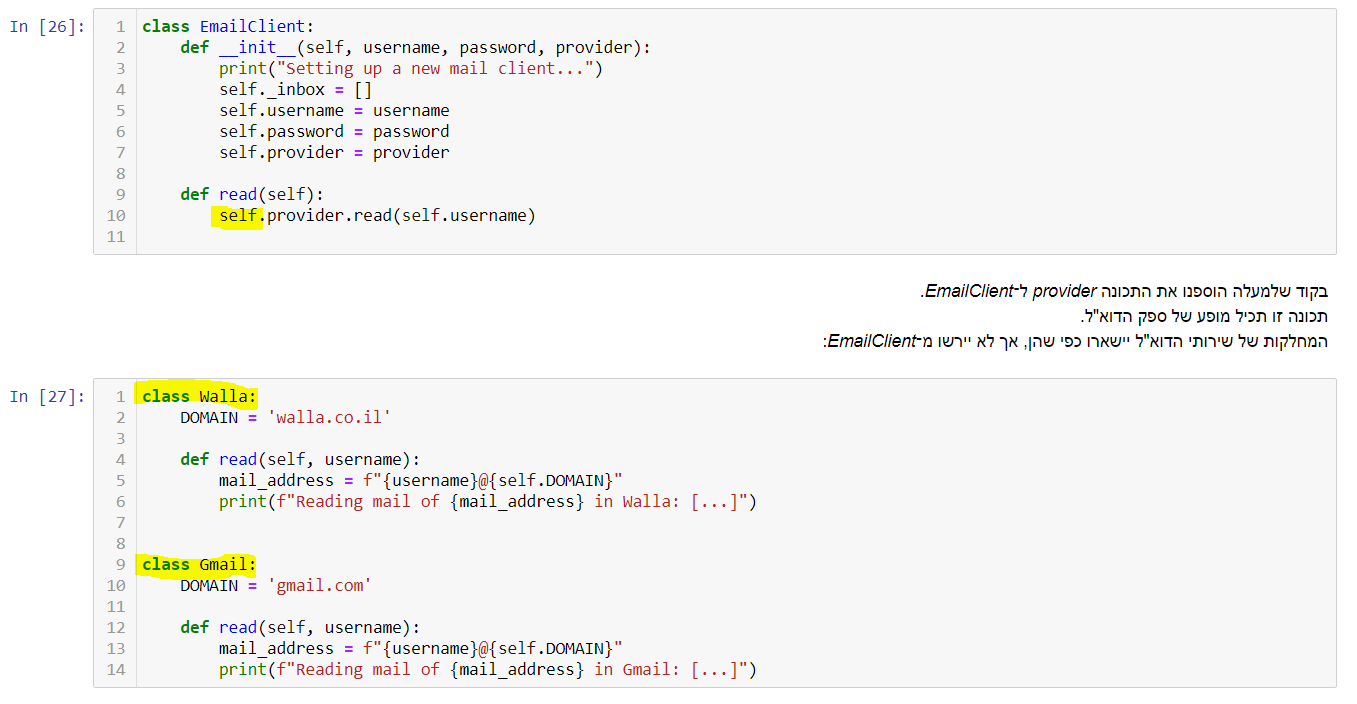 In [26]:
1 class EmailClient:
2     def __init__(self, username, password, provider):
3         print("Setting up a new mail client...")
4         self._inbox = []
5         self.username = username
6         self.password = password
7         self.provider = provider
8
9     def read(self):
10         self.provider.read(self.username)
11
בקוד שלמעלה הוספנו את התכונה provider ל־EmailClient.
תכונה זו תכיל מופע של ספק הדוא"ל.
המחלקות של שירותי הדוא"ל יישארו כפי שהן, אך לא יירשו מ־EmailClient:
In [27]:
1 class Walla:
2     DOMAIN = 'walla.co.il'
3
4     def read(self, username):
5         mail_address = f"{username}@{self.DOMAIN}"
6         print(f"Reading mail of {mail_address} in Walla: [...]")
7
8
9 class Gmail:
10     DOMAIN = 'gmail.com'
11
12     def read(self, username):
13         mail_address = f"{username}@{self.DOMAIN}"
14         print(f"Reading mail of {mail_address} in Gmail: [...]")